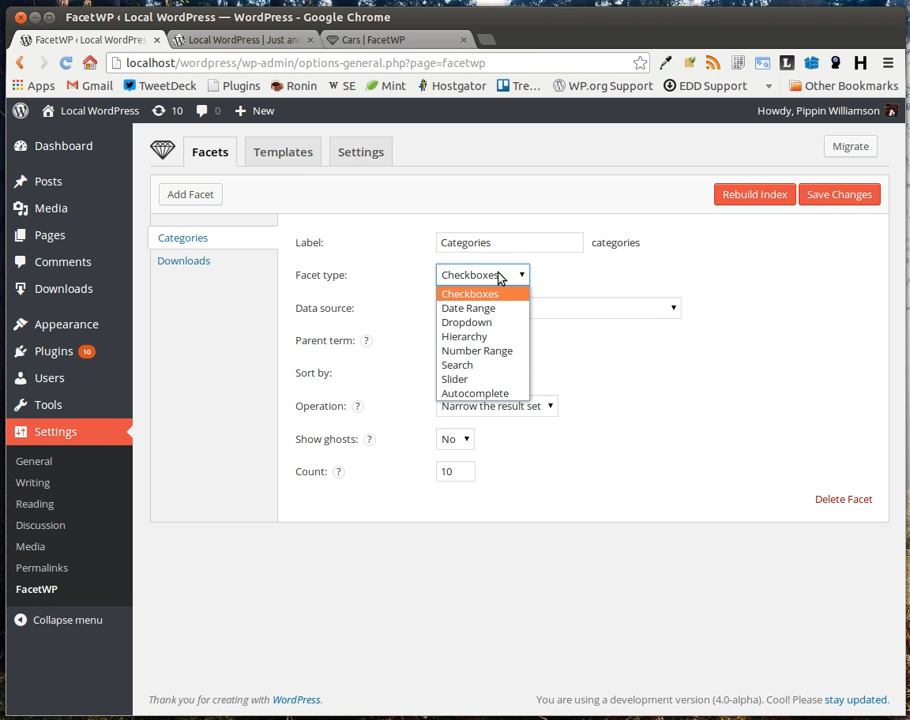 FacetWP ‹ Local WordPress — WordPress - Google Chrome
FacetWP ‹ Local WordPre
Local WordPress | Just an
Cars | FacetWP
localhost/wordpress/wp-admin/options-general.php?page=facetwp
Apps Gmail TweetDeck Plugins Ronin SE Mint Hostgator Tre... WP.org Support EDD Support Other Bookmarks
Local WordPress 10 0 + New Howdy, Pippin Williamson
Dashboard
Posts
Media
Pages
Comments
Downloads
Appearance
Plugins 10
Users
Tools
Settings
General
Writing
Reading
Discussion
Media
Permalinks
FacetWP
Collapse menu
Facets Templates Settings Migrate
Add Facet Rebuild Index Save Changes
Categories
Downloads
Label: Categories categories
Facet type: Checkboxes
Checkboxes
Date Range
Dropdown
Hierarchy
Number Range
Search
Slider
Autocomplete
Data source:
Parent term: ?
Sort by:
Operation: ? Narrow the result set
Show ghosts: ? No
Count: ? 10
Delete Facet
Thank you for creating with WordPress.
You are using a development version (4.0-alpha). Cool! Please stay updated.